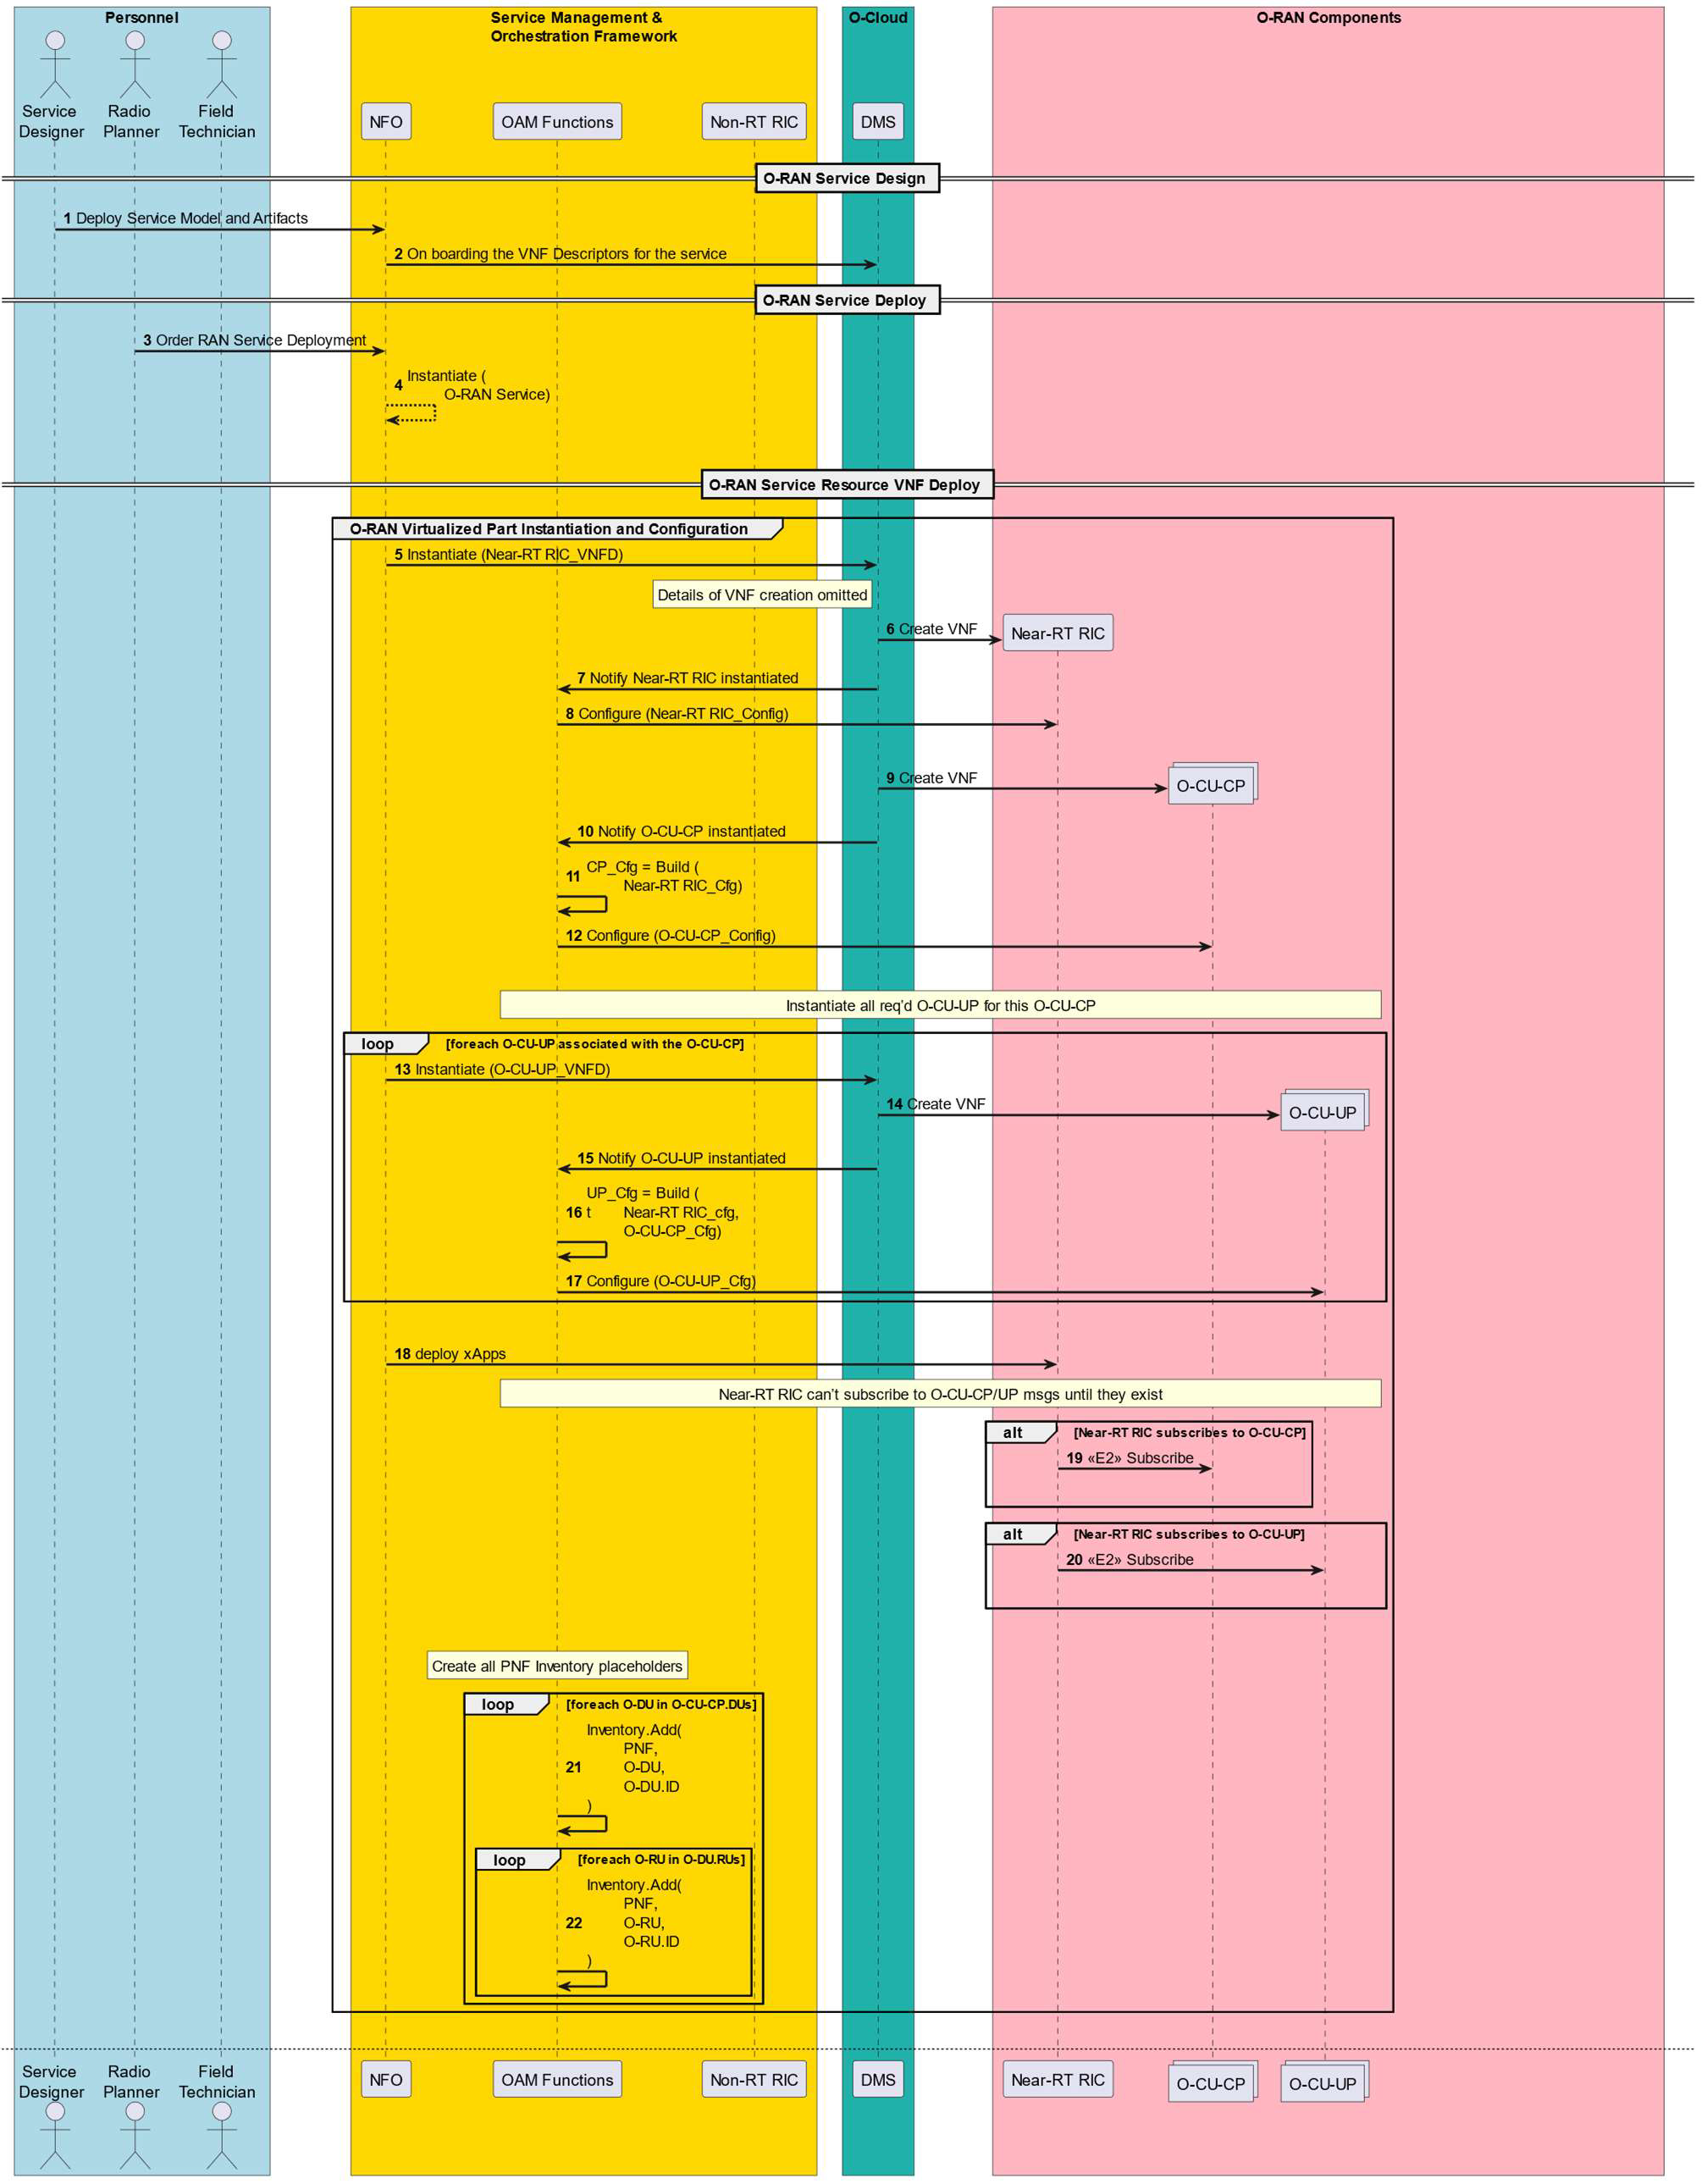 Personnel
Service Management &
Orchestration Framework
O-Cloud
O-RAN Components
Service
Designer
Radio
Planner
Field
Technician
NFO
OAM Functions
Non-RT RIC
DMS
O-RAN Service Design
1 Deploy Service Model and Artifacts
2 On boarding the VNF Descriptors for the service
O-RAN Service Deploy
3 Order RAN Service Deployment
4 Instantiate (
O-RAN Service)
O-RAN Service Resource VNF Deploy
O-RAN Virtualized Part Instantiation and Configuration
5 Instantiate (Near-RT RIC_VNFD)
Details of VNF creation omitted
6 Create VNF
Near-RT RIC
7 Notify Near-RT RIC instantiated
8 Configure (Near-RT RIC_Config)
9 Create VNF
O-CU-CP
10 Notify O-CU-CP instantiated
11 CP_Cfg = Build (
Near-RT RIC_Cfg)
12 Configure (O-CU-CP_Config)
Instantiate all req'd O-CU-UP for this O-CU-CP
loop [foreach O-CU-UP associated with the O-CU-CP]
13 Instantiate (O-CU-UP_VNFD)
14 Create VNF
O-CU-UP
15 Notify O-CU-UP instantiated
UP_Cfg = Build (
16 t Near-RT RIC_cfg,
O-CU-CP_Cfg)
17 Configure (O-CU-UP_Cfg)
18 deploy xApps
Near-RT RIC can't subscribe to O-CU-CP/UP msgs until they exist
alt [Near-RT RIC subscribes to O-CU-CP]
19 «E2» Subscribe
alt [Near-RT RIC subscribes to O-CU-UP]
20 «E2» Subscribe
Create all PNF Inventory placeholders
loop [foreach O-DU in O-CU-CP.DUs]
Inventory.Add(
PNF,
21 O-DU,
O-DU.ID
)
loop [foreach O-RU in O-DU.RUs]
Inventory.Add(
PNF,
22 O-RU,
O-RU.ID
)
Service
Designer
Radio
Planner
Field
Technician
NFO
OAM Functions
Non-RT RIC
DMS
Near-RT RIC
O-CU-CP
O-CU-UP